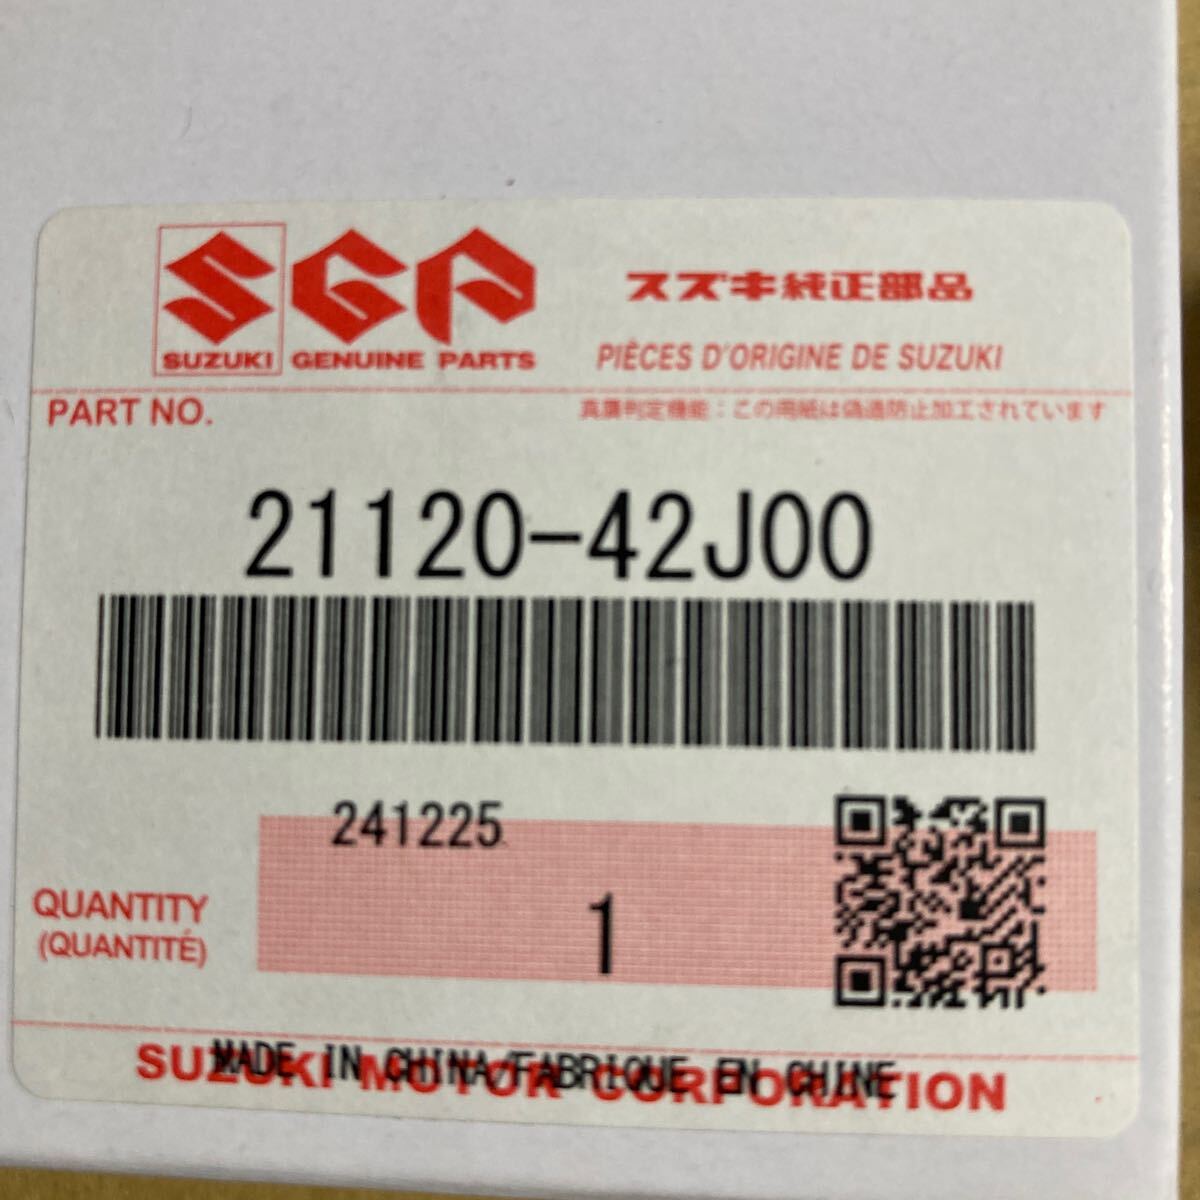 SGP
SUZUKI GENUINE PARTS
スズキ純正部品
PIÈCES D'ORIGINE DE SUZUKI
PART NO.
真贋判定機能：この用紙は偽造防止加工されています
21120-42J00
241225
QUANTITY
(QUANTITÉ)
1
MADE IN CHINA/FABRIQUE EN CHINE
SUZUKI MOTOR CORPORATION